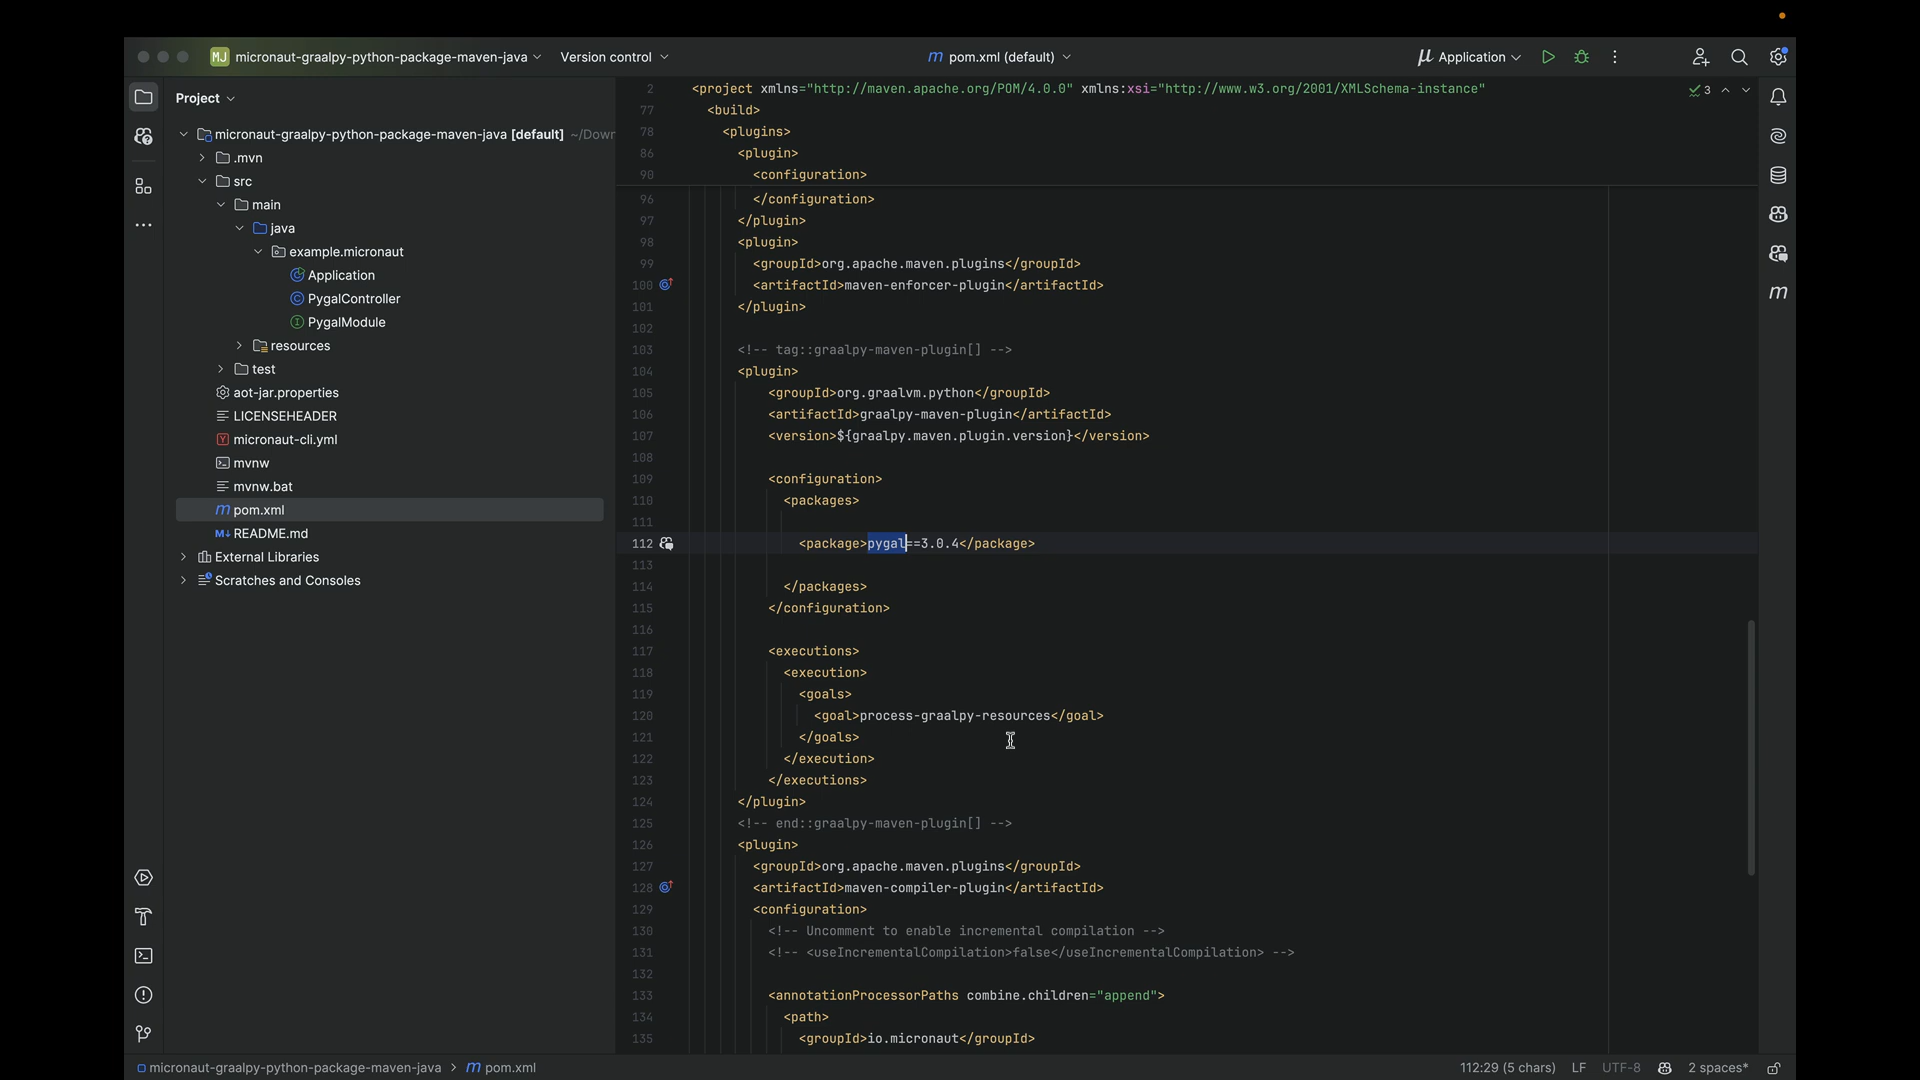 MJ micronaut-graalpy-python-package-maven-java Version control m pom.xml (default) μ Application
Project
micronaut-graalpy-python-package-maven-java [default] ~/Down
.mvn
src
main
java
example.micronaut
Application
PygalController
PygalModule
resources
test
aot-jar.properties
LICENSEHEADER
micronaut-cli.yml
mvnw
mvnw.bat
m pom.xml
M↓ README.md
External Libraries
Scratches and Consoles
2 <project xmlns="http://maven.apache.org/POM/4.0.0" xmlns:xsi="http://www.w3.org/2001/XMLSchema-instance" 3
77 <build>
78 <plugins>
86 <plugin>
90 <configuration>
96 </configuration>
97 </plugin>
98 <plugin>
99 <groupId>org.apache.maven.plugins</groupId>
100 <artifactId>maven-enforcer-plugin</artifactId>
101 </plugin>
102
103 <!-- tag::graalpy-maven-plugin[] -->
104 <plugin>
105 <groupId>org.graalvm.python</groupId>
106 <artifactId>graalpy-maven-plugin</artifactId>
107 <version>${graalpy.maven.plugin.version}</version>
108
109 <configuration>
110 <packages>
111
112 <package>pygal==3.0.4</package>
113
114 </packages>
115 </configuration>
116
117 <executions>
118 <execution>
119 <goals>
120 <goal>process-graalpy-resources</goal>
121 </goals>
122 </execution>
123 </executions>
124 </plugin>
125 <!-- end::graalpy-maven-plugin[] -->
126 <plugin>
127 <groupId>org.apache.maven.plugins</groupId>
128 <artifactId>maven-compiler-plugin</artifactId>
129 <configuration>
130 <!-- Uncomment to enable incremental compilation -->
131 <!-- <useIncrementalCompilation>false</useIncrementalCompilation> -->
132
133 <annotationProcessorPaths combine.children="append">
134 <path>
135 <groupId>io.micronaut</groupId>
m
micronaut-graalpy-python-package-maven-java > m pom.xml 112:29 (5 chars) LF UTF-8 2 spaces*